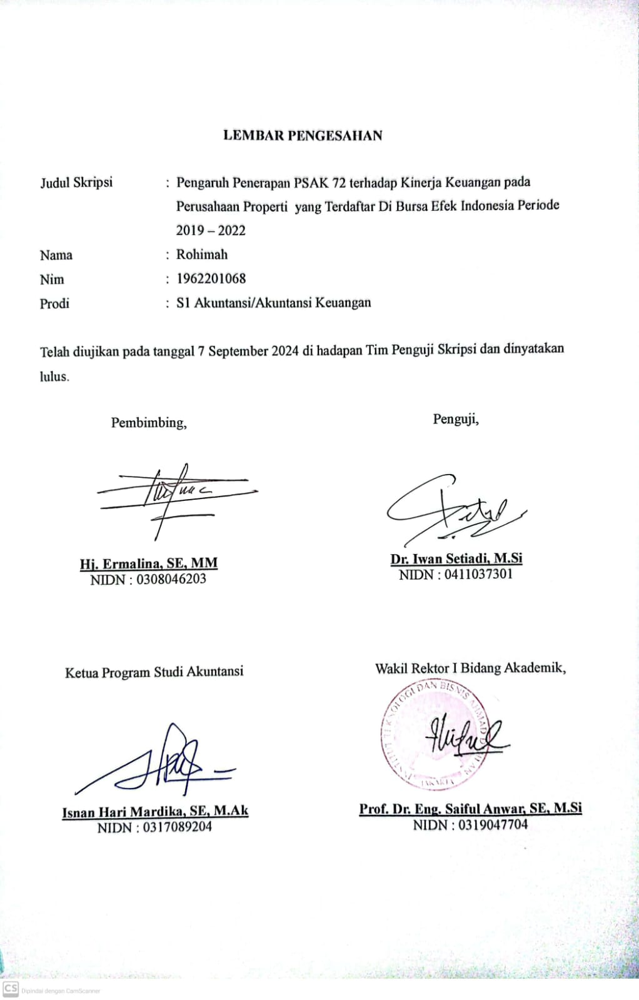 LEMBAR PENGESAHAN
Judul Skripsi : Pengaruh Penerapan PSAK 72 terhadap Kinerja Keuangan pada
Perusahaan Properti yang Terdaftar Di Bursa Efek Indonesia Periode
2019 – 2022
Nama : Rohimah
Nim : 1962201068
Prodi : S1 Akuntansi/Akuntansi Keuangan
Telah diujikan pada tanggal 7 September 2024 di hadapan Tim Penguji Skripsi dan dinyatakan
lulus.
Pembimbing,
Hj. Ermalina, SE, MM
NIDN : 0308046203
Penguji,
Dr. Iwan Setiadi, M.Si
NIDN : 0411037301
Ketua Program Studi Akuntansi
Isnan Hari Mardika, SE, M.Ak
NIDN : 0317089204
Wakil Rektor I Bidang Akademik,
INSTITUT TEKNOLOGI DAN BISNIS AHMAD
JAKARTA
Prof. Dr. Eng. Saiful Anwar, SE, M.Si
NIDN : 0319047704
CS Dipindai dengan CamScanner